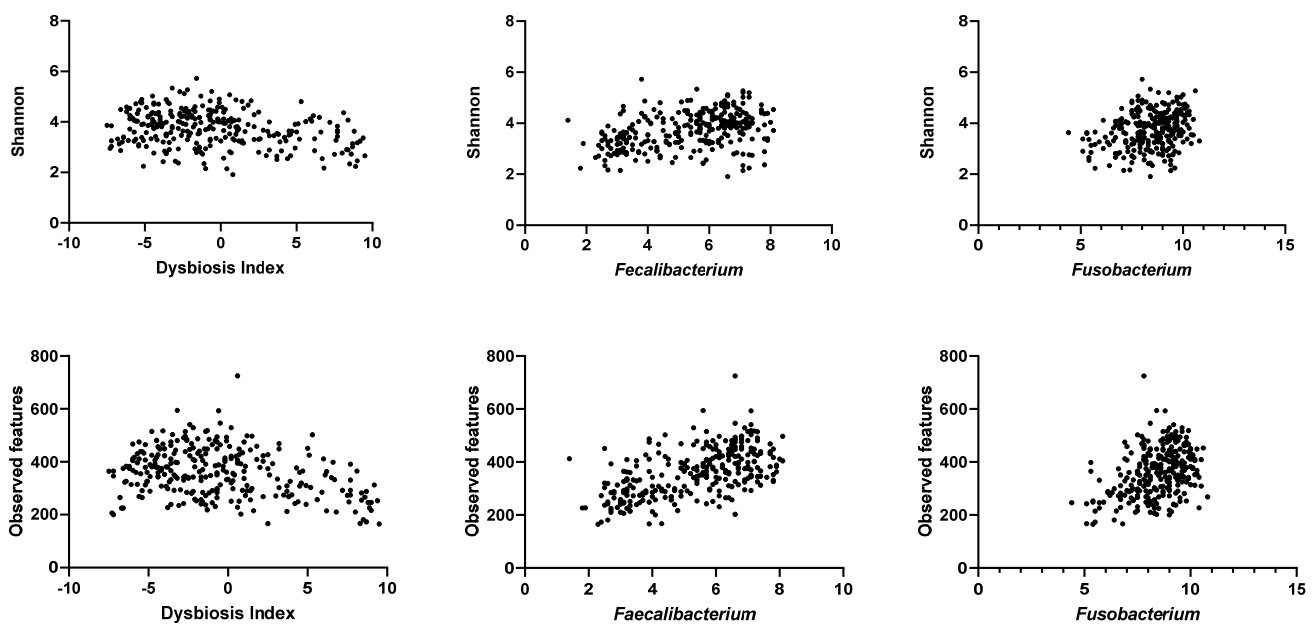 8
6
4
2
0
Shannon
-10 -5 0 5 10
Dysbiosis Index
8
6
4
2
0
Shannon
0 2 4 6 8 10
Fecalibacterium
8
6
4
2
0
Shannon
0 5 10 15
Fusobacterium
800
600
400
200
0
Observed features
-10 -5 0 5 10
Dysbiosis Index
800
600
400
200
0
Observed features
0 2 4 6 8 10
Faecalibacterium
800
600
400
200
0
Observed features
0 5 10 15
Fusobacterium